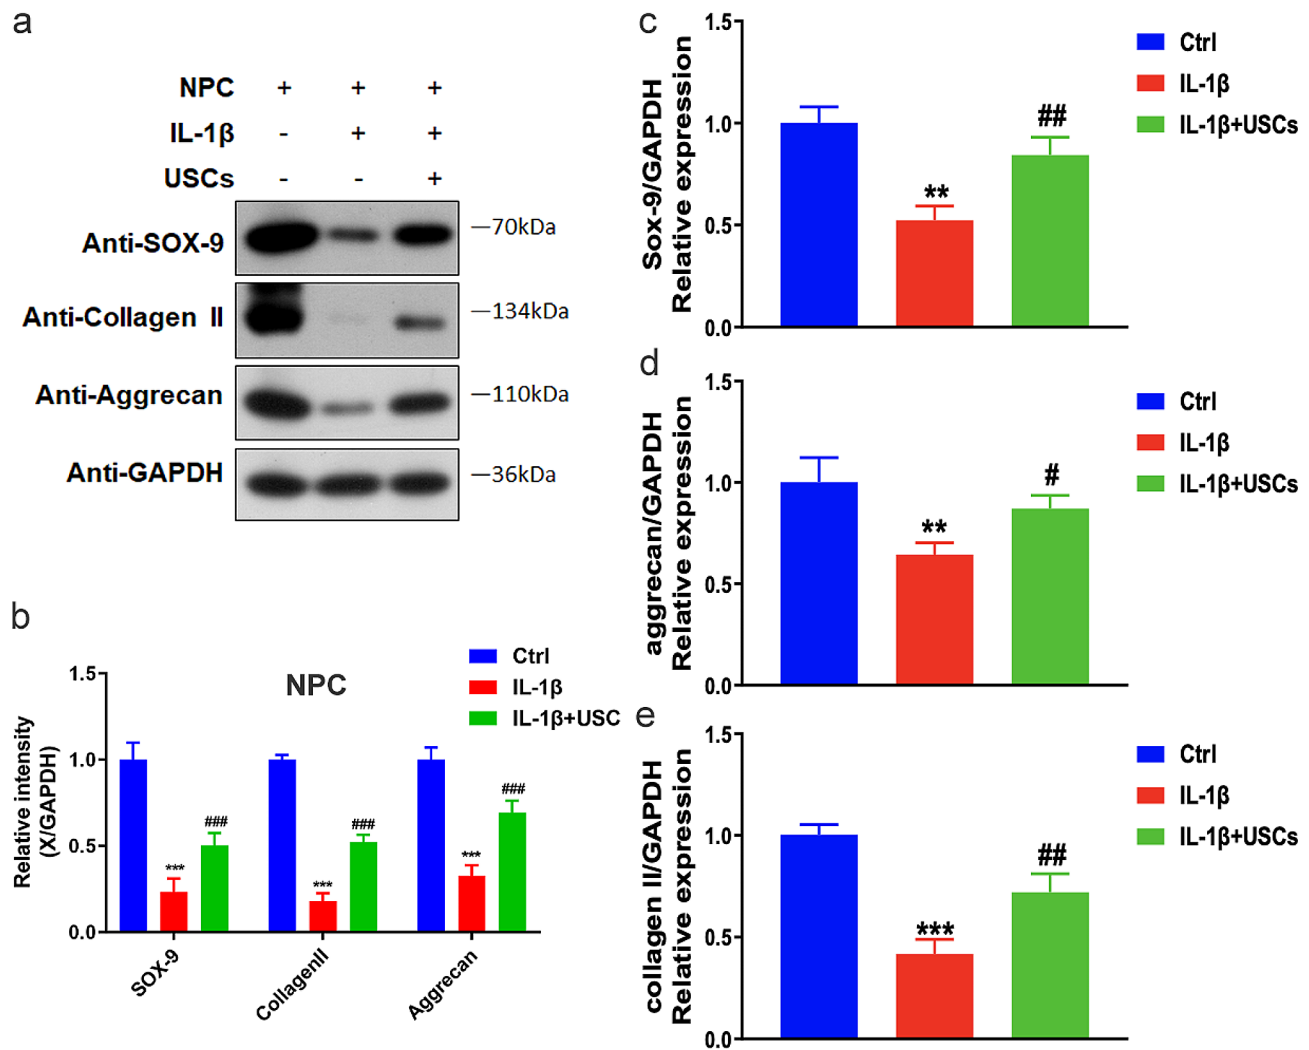 a
NPC + + +
IL-1β - + +
USCs - - +
Anti-SOX-9 —70kDa
Anti-Collagen II —134kDa
Anti-Aggrecan —110kDa
Anti-GAPDH —36kDa
b
NPC
Ctrl
IL-1β
IL-1β+USC
Relative intensity
(X/GAPDH)
1.5
1.0
0.5
0.0
*** ###
*** ###
*** ###
SOX-9
CollagenII
Aggrecan
c
Sox-9/GAPDH
Relative expression
1.5
1.0
0.5
0.0
**
##
Ctrl
IL-1β
IL-1β+USCs
d
aggrecan/GAPDH
Relative expression
1.5
1.0
0.5
0.0
**
#
Ctrl
IL-1β
IL-1β+USCs
e
collagen II/GAPDH
Relative expression
1.5
1.0
0.5
0.0
***
##
Ctrl
IL-1β
IL-1β+USCs